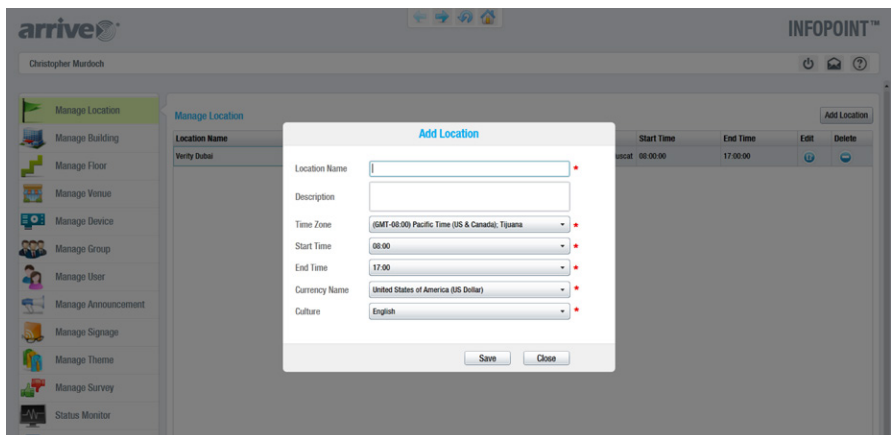 arrive
INFOPOINT™
Christopher Murdoch
Manage Location
Manage Building
Manage Floor
Manage Venue
Manage Device
Manage Group
Manage User
Manage Announcement
Manage Signage
Manage Theme
Manage Survey
Status Monitor
Manage Location
Add Location
Location Name Start Time End Time Edit Delete
Verity Dubai uscat 08:00:00 17:00:00
Add Location
Location Name *
Description
Time Zone (GMT-08:00) Pacific Time (US & Canada); Tijuana *
Start Time 08:00 *
End Time 17:00 *
Currency Name United States of America (US Dollar) *
Culture English *
Save Close